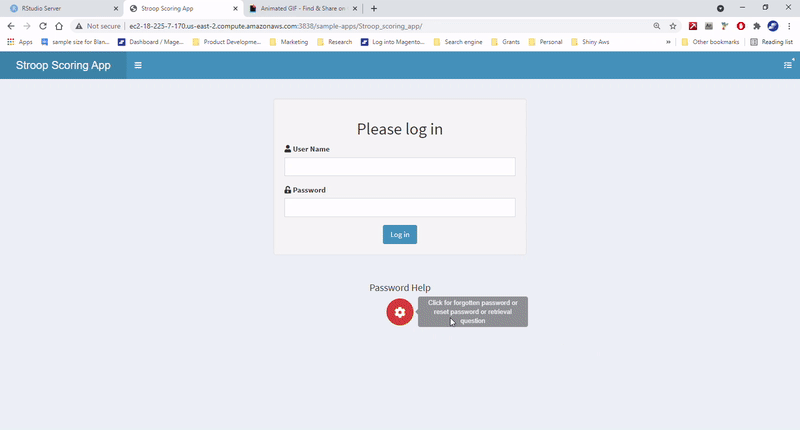 RStudio Server
Stroop Scoring App
Animated GIF - Find & Share on
Not secure
ec2-18-225-7-170.us-east-2.compute.amazonaws.com:3838/sample-apps/Stroop_scoring_app/
Apps
sample size for Blan...
Dashboard / Mage...
Product Developme...
Marketing
Research
Log into Magento...
Search engine
Grants
Personal
Shiny Aws
»
Other bookmarks
Reading list
Stroop Scoring App
Please log in
User Name
Password
Log in
Password Help
Click for forgotten password or
reset password or retrieval
question